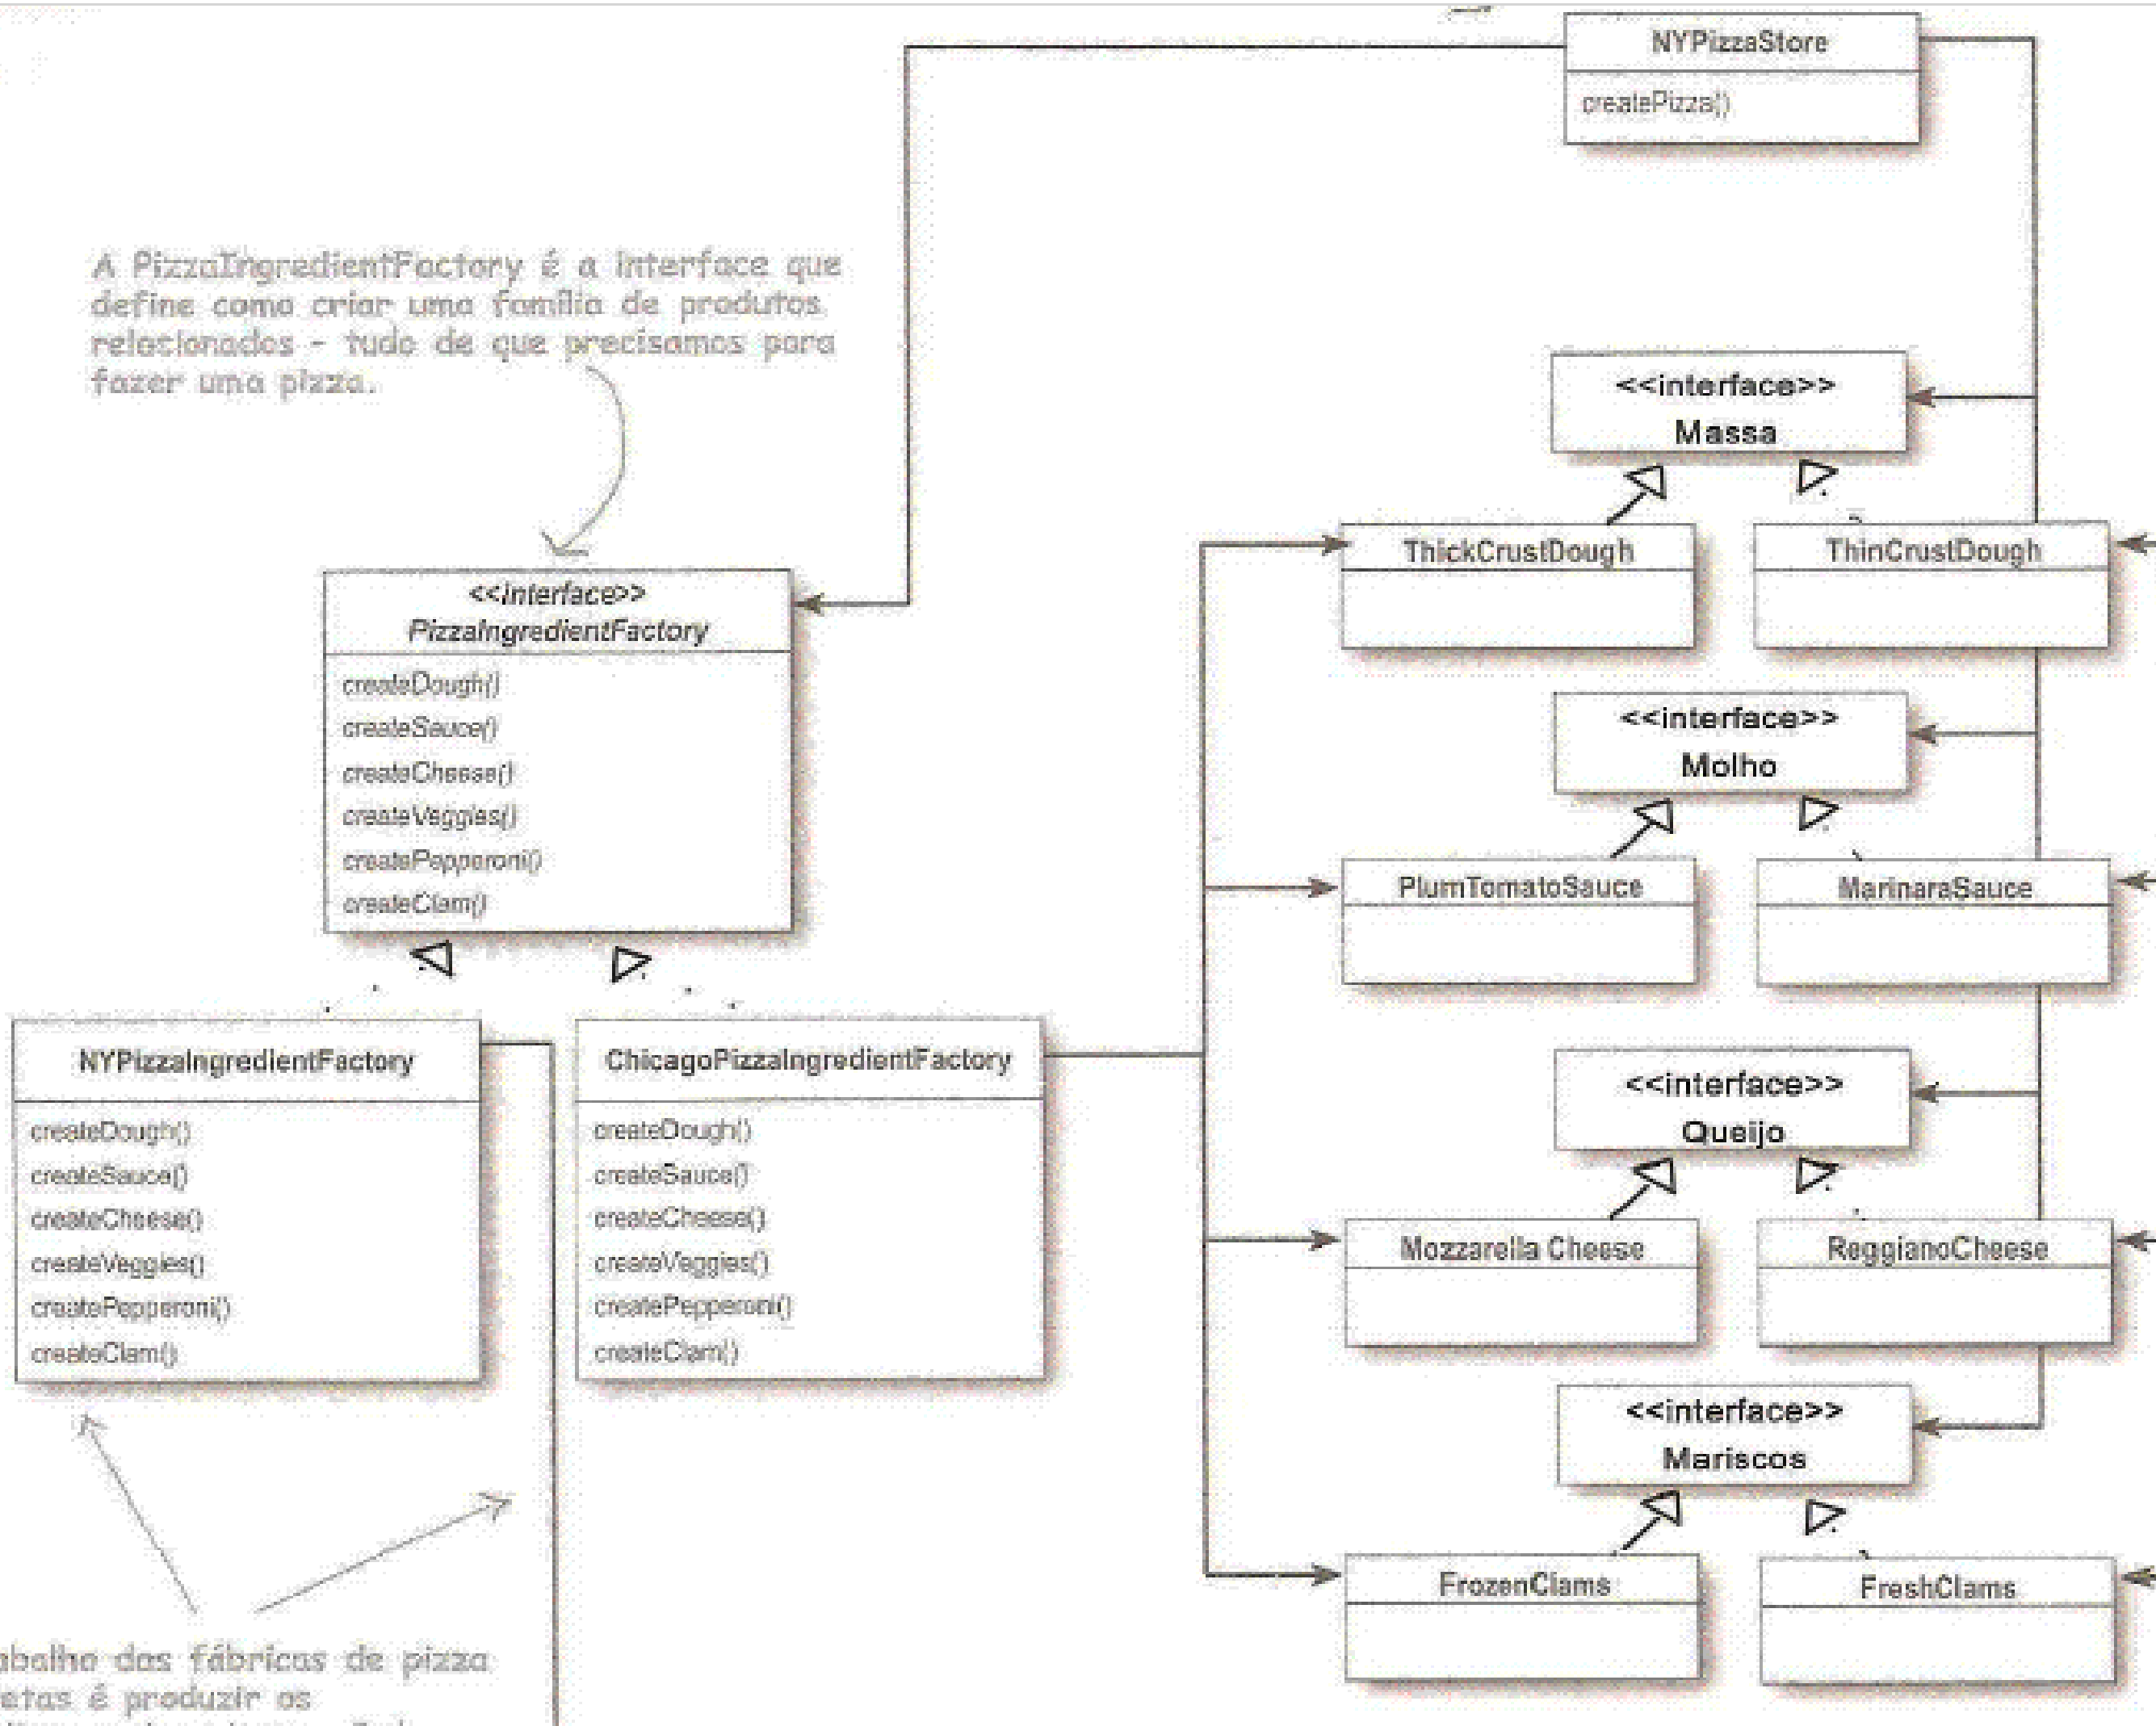 NYPizzaStore
createPizza()
A PizzaIngredientFactory é a interface que
define como criar uma família de produtos
relacionados - tudo de que precisamos para
fazer uma pizza.
<<interface>>
PizzaIngredientFactory
createDough()
createSauce()
createCheese()
createVeggies()
createPepperoni()
createClam()
NYPizzaIngredientFactory
createDough()
createSauce()
createCheese()
createVeggies()
createPepperoni()
createClam()
ChicagoPizzaIngredientFactory
createDough()
createSauce()
createCheese()
createVeggies()
createPepperoni()
createClam()
<<interface>>
Massa
ThickCrustDough
ThinCrustDough
<<interface>>
Molho
PlumTomatoSauce
MarinaraSauce
<<interface>>
Queijo
Mozzarella Cheese
ReggianoCheese
<<interface>>
Mariscos
FrozenClams
FreshClams
abalho das fábricas de pizza
etas é produzir os